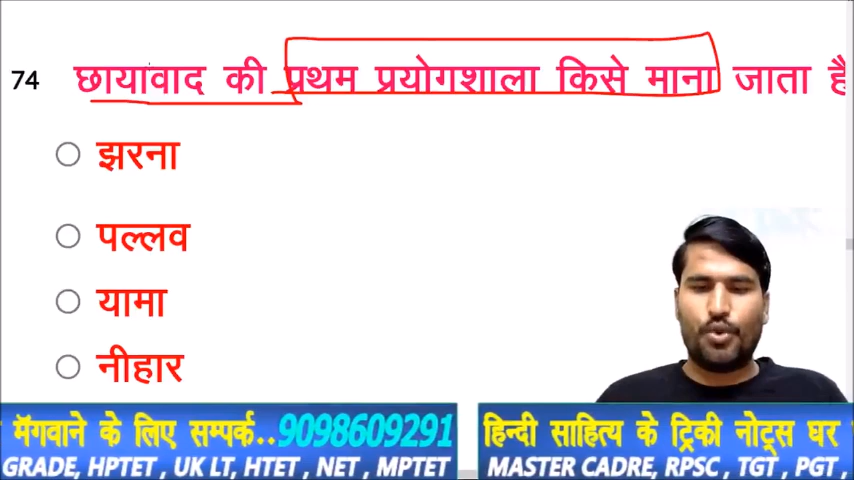 74 छायावाद की प्रथम प्रयोगशाला किसे माना जाता है
झरना
पल्लव
यामा
नीहार
मँगवाने के लिए सम्पर्क..9098609291
GRADE, HPTET, UK LT, HTET , NET , MPTET
हिन्दी साहित्य के ट्रिकी नोट्स घर
MASTER CADRE, RPSC , TGT , PGT ,